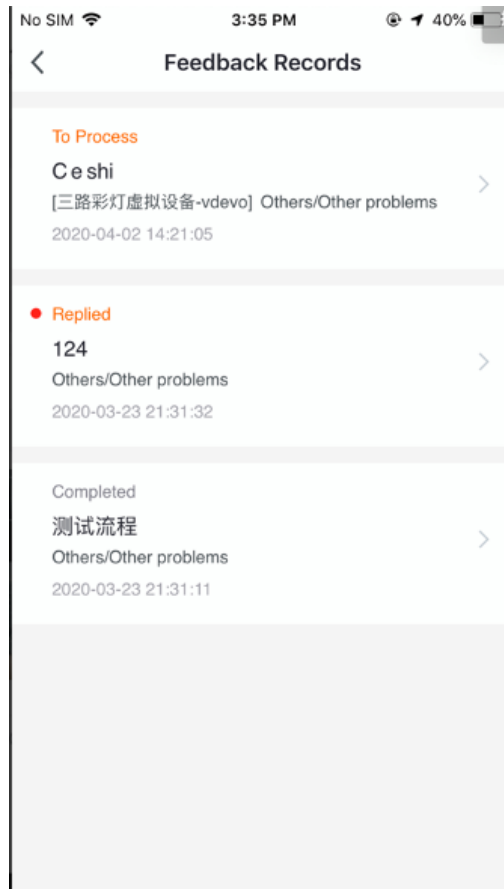 No SIM 3:35 PM 40%
Feedback Records
To Process
Ceshi
[三路彩灯虚拟设备-vdevo] Others/Other problems
2020-04-02 14:21:05
Replied
124
Others/Other problems
2020-03-23 21:31:32
Completed
测试流程
Others/Other problems
2020-03-23 21:31:11